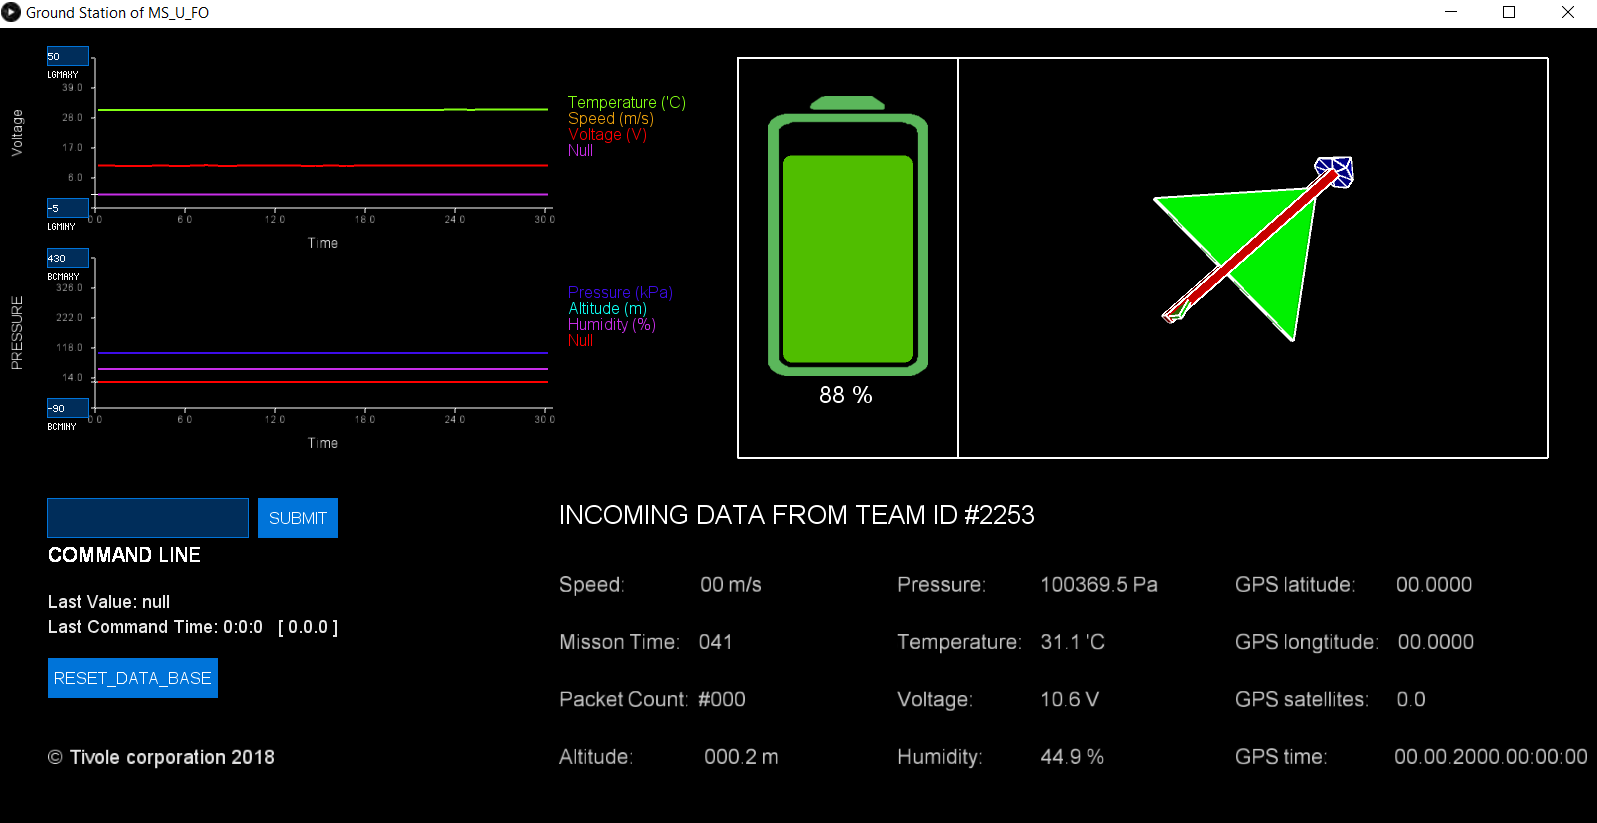 Ground Station of MS_U_FO
50
LGMAXY
39.0
28.0
17.0
6.0
-5
LGMINY
Voltage
0.0 6.0 12.0 18.0 24.0 30.0
Time
Temperature ('C)
Speed (m/s)
Voltage (V)
Null
430
BCMAXY
326.0
222.0
118.0
14.0
-90
BCMINY
PRESSURE
0.0 6.0 12.0 18.0 24.0 30.0
Time
Pressure (kPa)
Altitude (m)
Humidity (%)
Null
88 %
SUBMIT
COMMAND LINE
Last Value: null
Last Command Time: 0:0:0 [ 0.0.0 ]
RESET_DATA_BASE
© Tivole corporation 2018
INCOMING DATA FROM TEAM ID #2253
Speed: 00 m/s Pressure: 100369.5 Pa GPS latitude: 00.0000
Misson Time: 041 Temperature: 31.1 'C GPS longtitude: 00.0000
Packet Count: #000 Voltage: 10.6 V GPS satellites: 0.0
Altitude: 000.2 m Humidity: 44.9 % GPS time: 00.00.2000.00:00:00